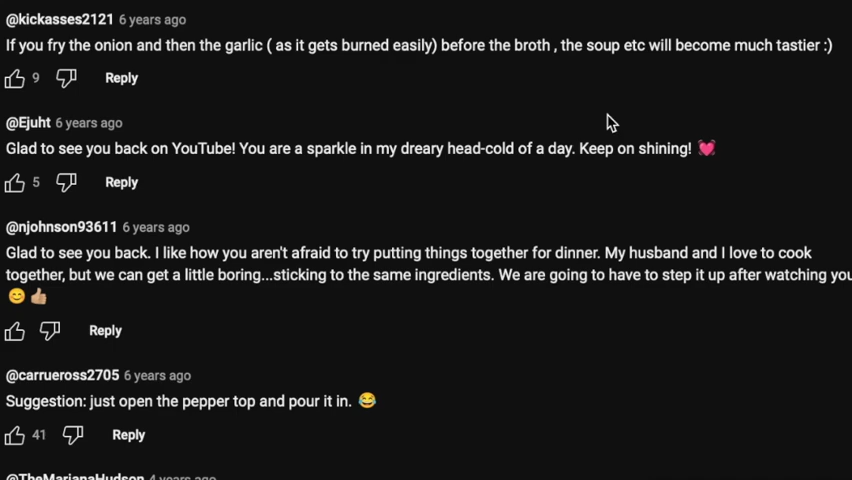 @kickasses2121 6 years ago
If you fry the onion and then the garlic ( as it gets burned easily) before the broth , the soup etc will become much tastier :)
9 Reply
@Ejuht 6 years ago
Glad to see you back on YouTube! You are a sparkle in my dreary head-cold of a day. Keep on shining! 💓
5 Reply
@njohnson93611 6 years ago
Glad to see you back. I like how you aren't afraid to try putting things together for dinner. My husband and I love to cook
together, but we can get a little boring...sticking to the same ingredients. We are going to have to step it up after watching you
😊 👍🏼
Reply
@carrueross2705 6 years ago
Suggestion: just open the pepper top and pour it in. 😂
41 Reply
@TheMarianaHudson 4 years ago